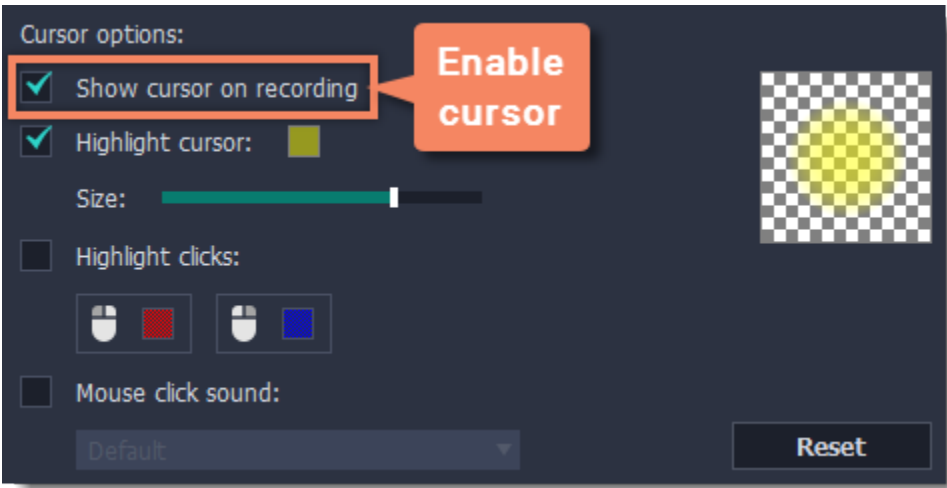 Cursor options:
Show cursor on recording
Enable
cursor
Highlight cursor:
Size:
Highlight clicks:
Mouse click sound:
Default
Reset